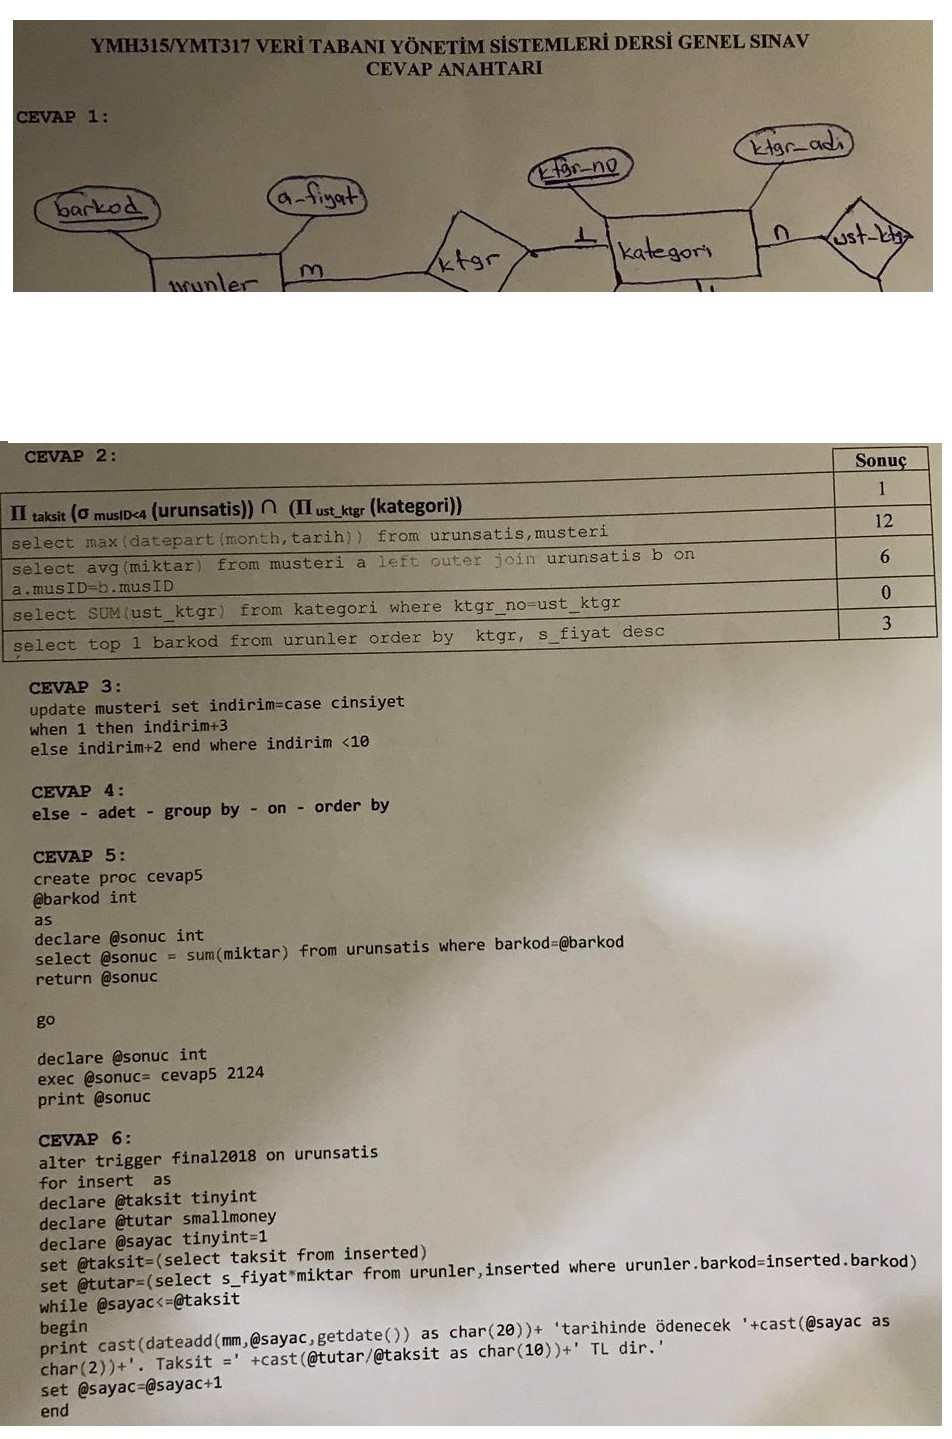 YMH315/YMT317 VERİ TABANI YÖNETİM SİSTEMLERİ DERSİ GENEL SINAV
CEVAP ANAHTARI
CEVAP 1:
barkod
a_fiyat
ktgr_no
ktgr_adi
urunler
m
ktgr
1
kategori
n
ust_ktgr
CEVAP 2:
Sonuç
Π taksit (σ musID<4 (urunsatis)) ∩ (Π ust_ktgr (kategori))
1
select max(datepart(month,tarih)) from urunsatis,musteri
12
select avg(miktar) from musteri a left outer join urunsatis b on
a.musID=b.musID
6
select SUM(ust_ktgr) from kategori where ktgr_no=ust_ktgr
0
select top 1 barkod from urunler order by ktgr, s_fiyat desc
3
CEVAP 3:
update musteri set indirim=case cinsiyet
when 1 then indirim+3
else indirim+2 end where indirim <10
CEVAP 4:
else - adet - group by - on - order by
CEVAP 5:
create proc cevap5
@barkod int
as
declare @sonuc int
select @sonuc = sum(miktar) from urunsatis where barkod=@barkod
return @sonuc
go
declare @sonuc int
exec @sonuc= cevap5 2124
print @sonuc
CEVAP 6:
alter trigger final2018 on urunsatis
for insert as
declare @taksit tinyint
declare @tutar smallmoney
declare @sayac tinyint=1
set @taksit=(select taksit from inserted)
set @tutar=(select s_fiyat*miktar from urunler,inserted where urunler.barkod=inserted.barkod)
while @sayac<=@taksit
begin
print cast(dateadd(mm,@sayac,getdate()) as char(20))+ 'tarihinde ödenecek '+cast(@sayac as
char(2))+'. Taksit =' +cast(@tutar/@taksit as char(10))+' TL dir.'
set @sayac=@sayac+1
end